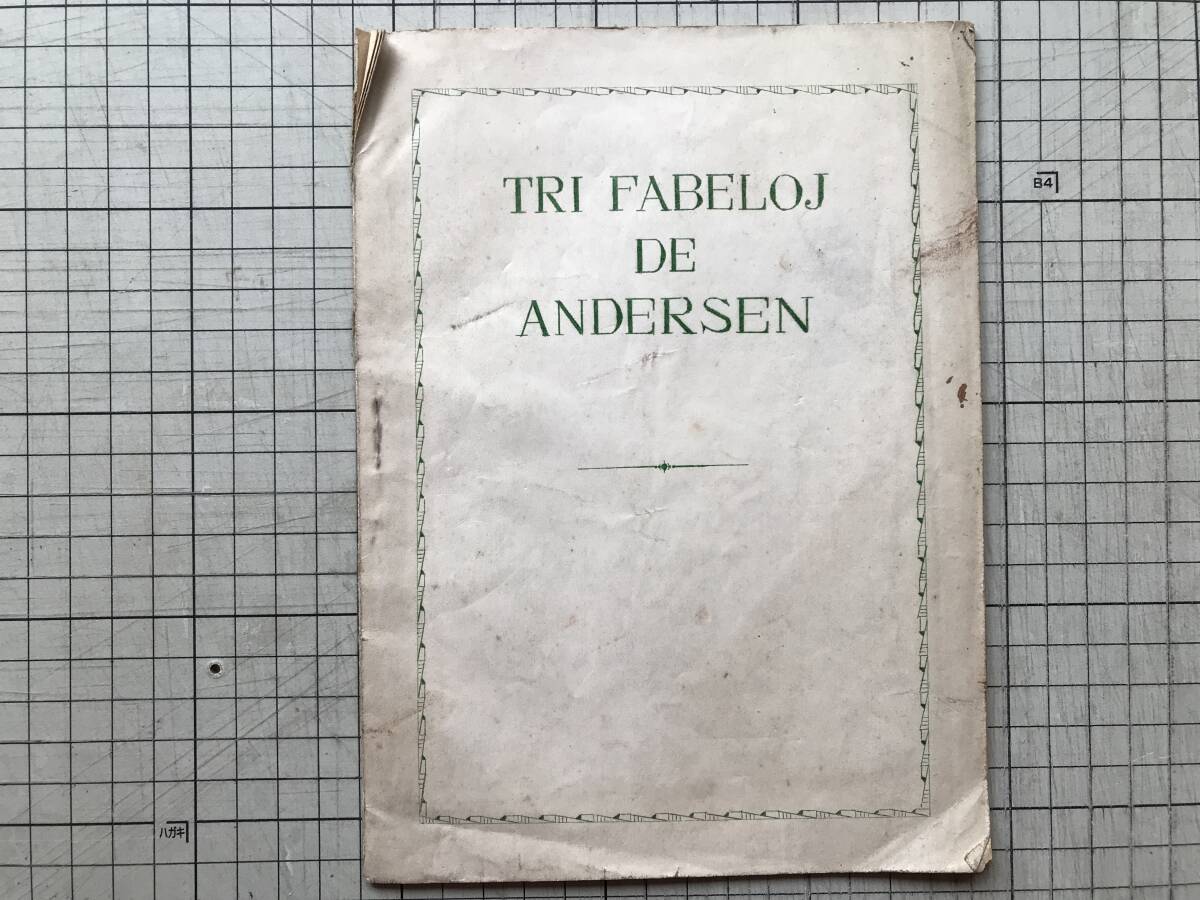 TRI FABELOJ
DE
ANDERSEN
B4
ハガキ